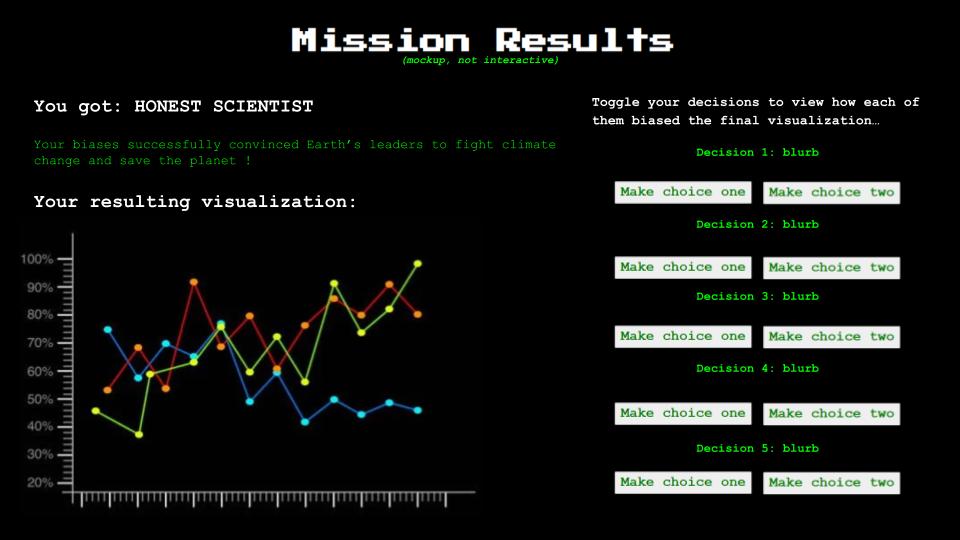 Mission Results
(mockup, not interactive)
You got: HONEST SCIENTIST
Your biases successfully convinced Earth’s leaders to fight climate
change and save the planet !
Your resulting visualization:
100%
90%
80%
70%
60%
50%
40%
30%
20%
Toggle your decisions to view how each of
them biased the final visualization…
Decision 1: blurb
Make choice one
Make choice two
Decision 2: blurb
Make choice one
Make choice two
Decision 3: blurb
Make choice one
Make choice two
Decision 4: blurb
Make choice one
Make choice two
Decision 5: blurb
Make choice one
Make choice two